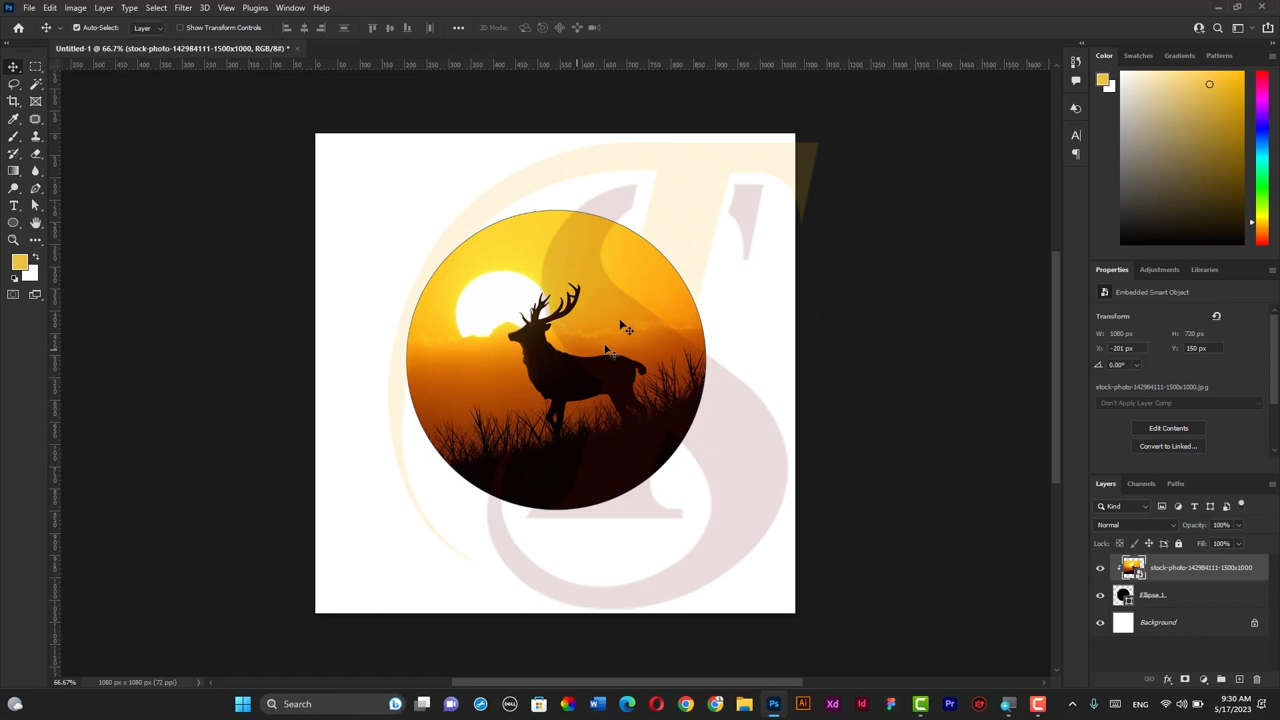 File Edit Image Layer Type Select Filter 3D View Plugins Window Help
Auto-Select: Layer Show Transform Controls 3D Mode:
Untitled-1 @ 66.7% (stock-photo-142984111-1500x1000, RGB/8#) *
Color Swatches Gradients Patterns
Properties Adjustments Libraries
Embedded Smart Object
Transform
W: 1080 px H: 720 px
X: -201 px Y: 150 px
0.00°
stock-photo-142984111-1500x1000.jpg
Don't Apply Layer Comp
Edit Contents
Convert to Linked...
Layers Channels Paths
Kind
Normal Opacity: 100%
Lock: Fill: 100%
stock-photo-142984111-1500x1000
Ellipse 1
Background
66.67% 1080 px x 1080 px (72 ppi)
Search
ENG
9:30 AM
5/17/2023